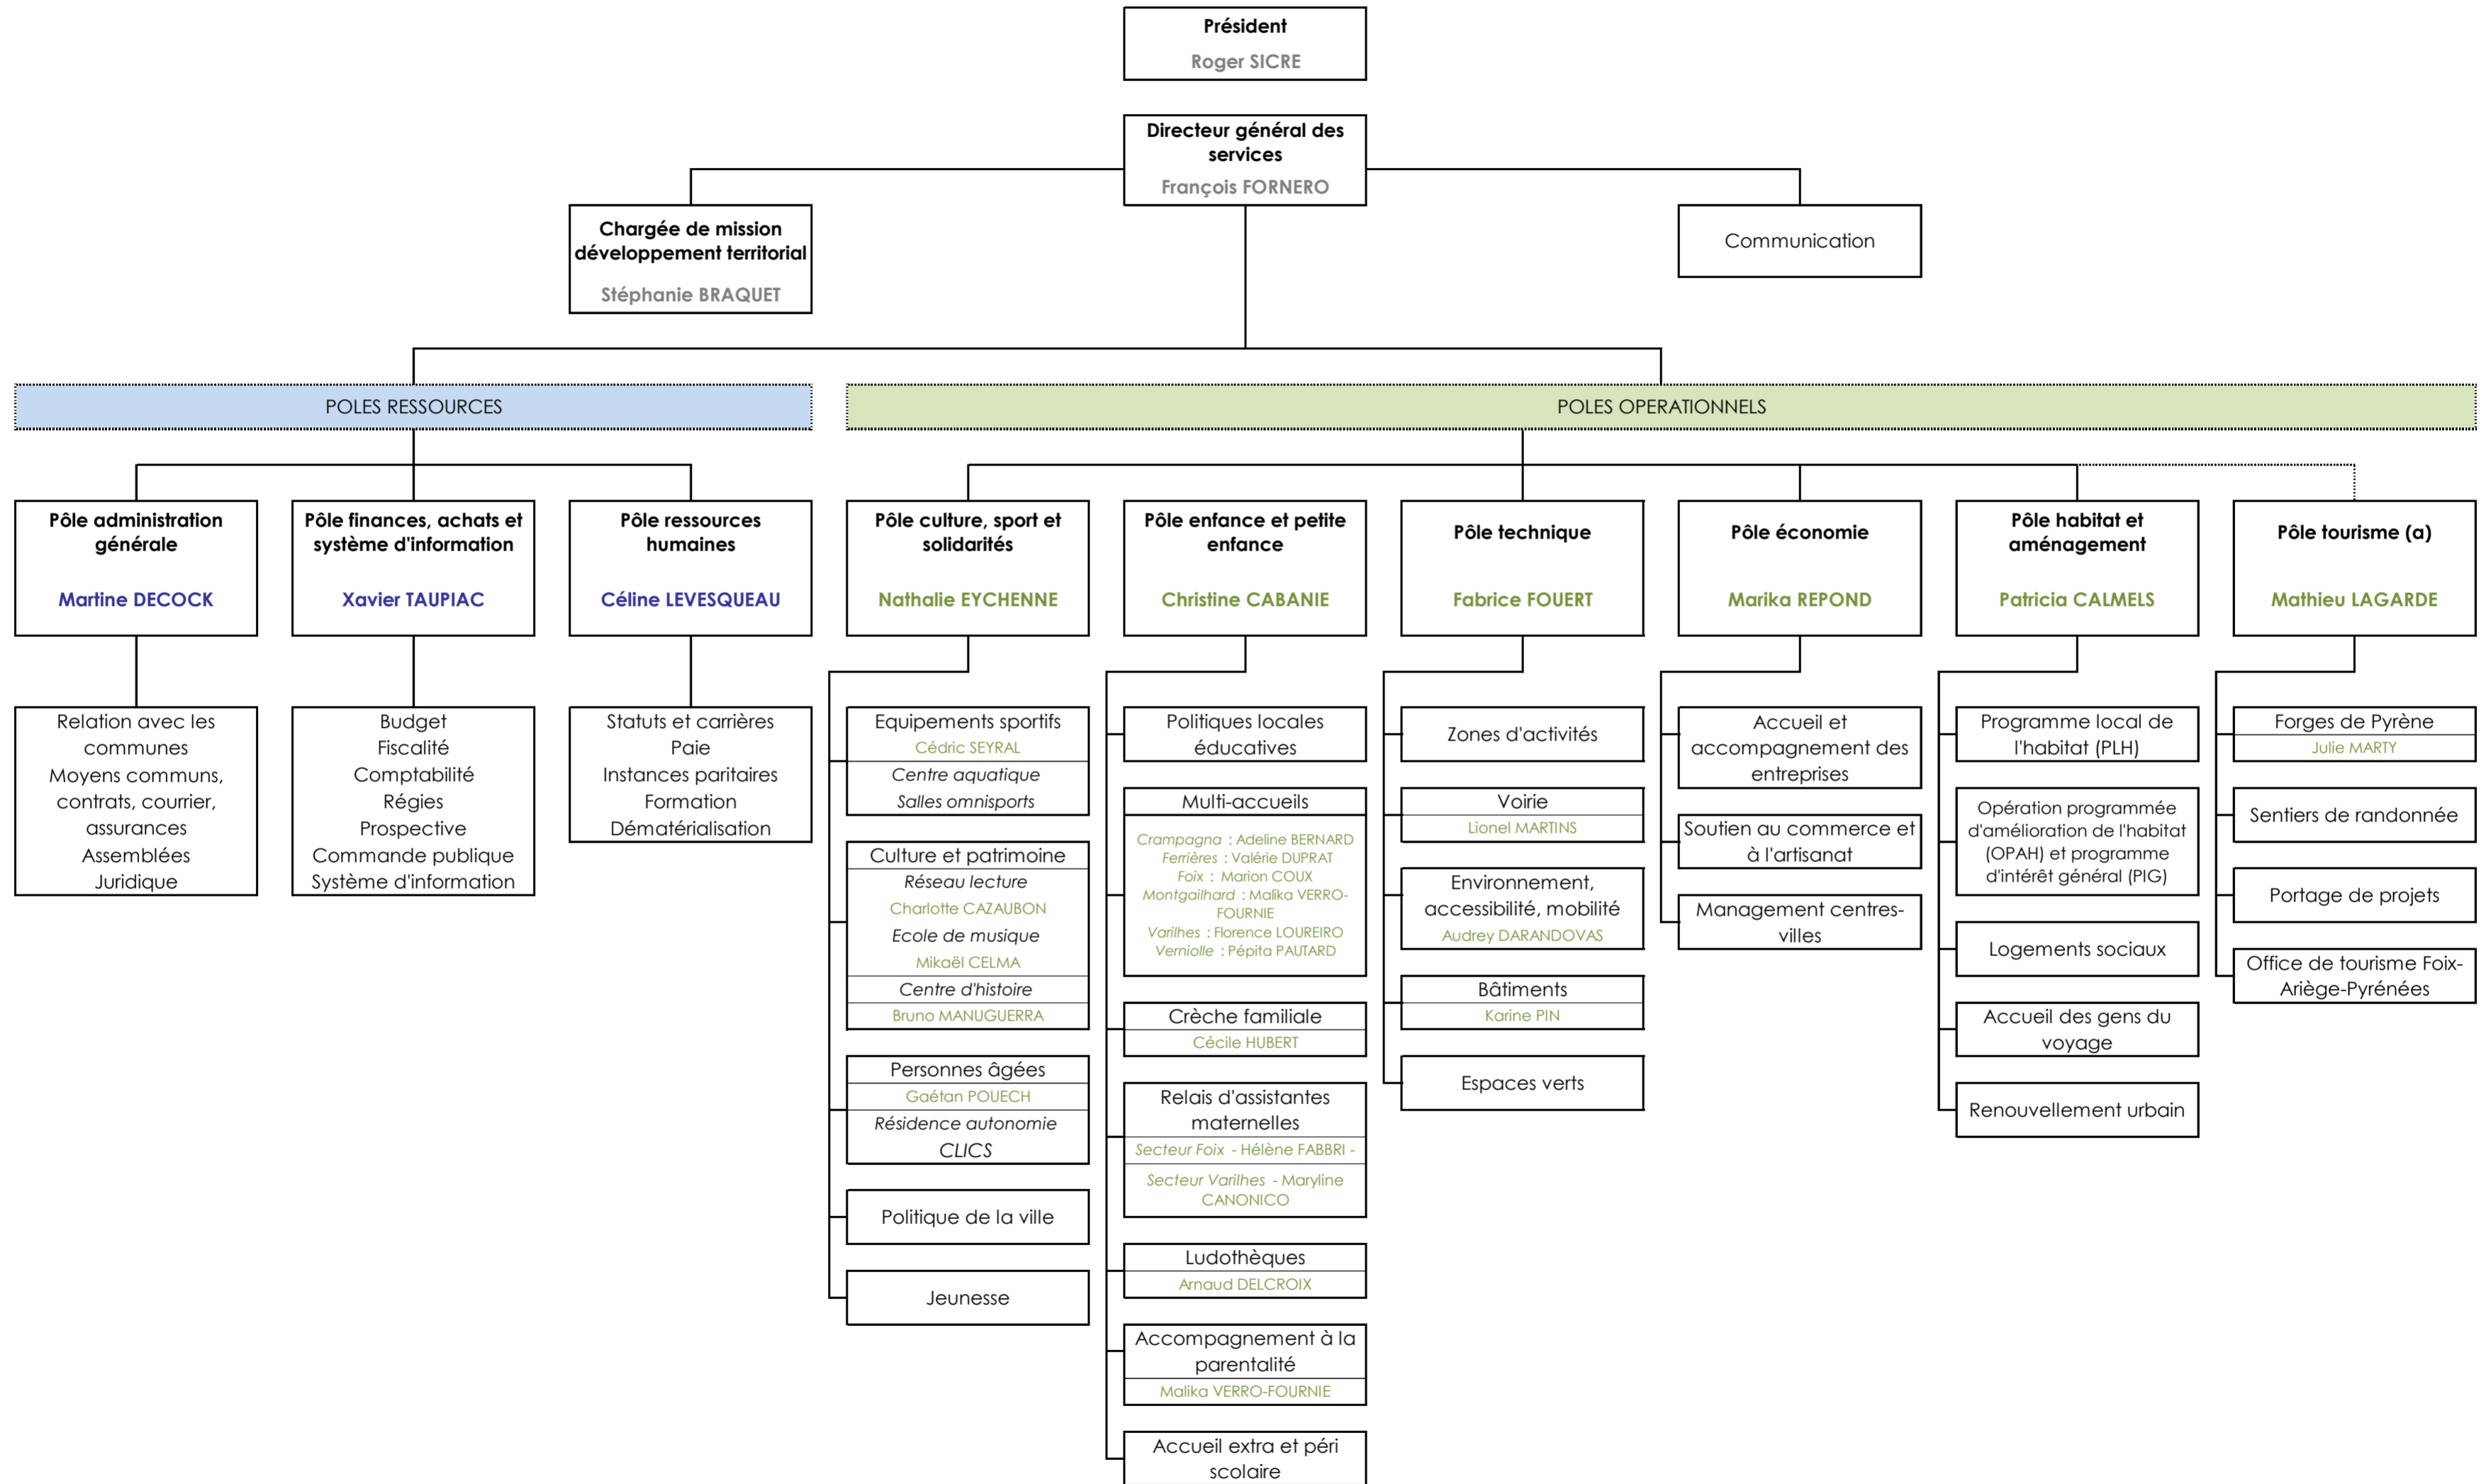 Président
Roger SICRE
Directeur général des
services
François FORNERO
Chargée de mission
développement territorial
Stéphanie BRAQUET
Communication
POLES RESSOURCES
POLES OPERATIONNELS
Pôle administration
générale
Martine DECOCK
Relation avec les
communes
Moyens communs,
contrats, courrier,
assurances
Assemblées
Juridique
Pôle finances, achats et
système d'information
Xavier TAUPIAC
Budget
Fiscalité
Comptabilité
Régies
Prospective
Commande publique
Système d'information
Pôle ressources
humaines
Céline LEVESQUEAU
Statuts et carrières
Paie
Instances paritaires
Formation
Dématérialisation
Pôle culture, sport et
solidarités
Nathalie EYCHENNE
Equipements sportifs
Cédric SEYRAL
Centre aquatique
Salles omnisports
Culture et patrimoine
Réseau lecture
Charlotte CAZAUBON
Ecole de musique
Mikaël CELMA
Centre d'histoire
Bruno MANUGUERRA
Personnes âgées
Gaétan POUECH
Résidence autonomie
CLICS
Politique de la ville
Jeunesse
Pôle enfance et petite
enfance
Christine CABANIE
Politiques locales
éducatives
Multi-accueils
Crampagna : Adeline BERNARD
Ferrières : Valérie DUPRAT
Foix : Marion COUX
Montgailhard : Malika VERRO-
FOURNIE
Varilhes : Florence LOUREIRO
Verniolle : Pépita PAUTARD
Crèche familiale
Cécile HUBERT
Relais d'assistantes
maternelles
Secteur Foix - Hélène FABBRI -
Secteur Varilhes - Maryline
CANONICO
Ludothèques
Arnaud DELCROIX
Accompagnement à la
parentalité
Malika VERRO-FOURNIE
Accueil extra et péri
scolaire
Pôle technique
Fabrice FOUERT
Zones d'activités
Voirie
Lionel MARTINS
Environnement,
accessibilité, mobilité
Audrey DARANDOVAS
Bâtiments
Karine PIN
Espaces verts
Pôle économie
Marika REPOND
Accueil et
accompagnement des
entreprises
Soutien au commerce et
à l'artisanat
Management centres-
villes
Pôle habitat et
aménagement
Patricia CALMELS
Programme local de
l'habitat (PLH)
Opération programmée
d'amélioration de l'habitat
(OPAH) et programme
d'intérêt général (PIG)
Logements sociaux
Accueil des gens du
voyage
Renouvellement urbain
Pôle tourisme (a)
Mathieu LAGARDE
Forges de Pyrène
Julie MARTY
Sentiers de randonnée
Portage de projets
Office de tourisme Foix-
Ariège-Pyrénées